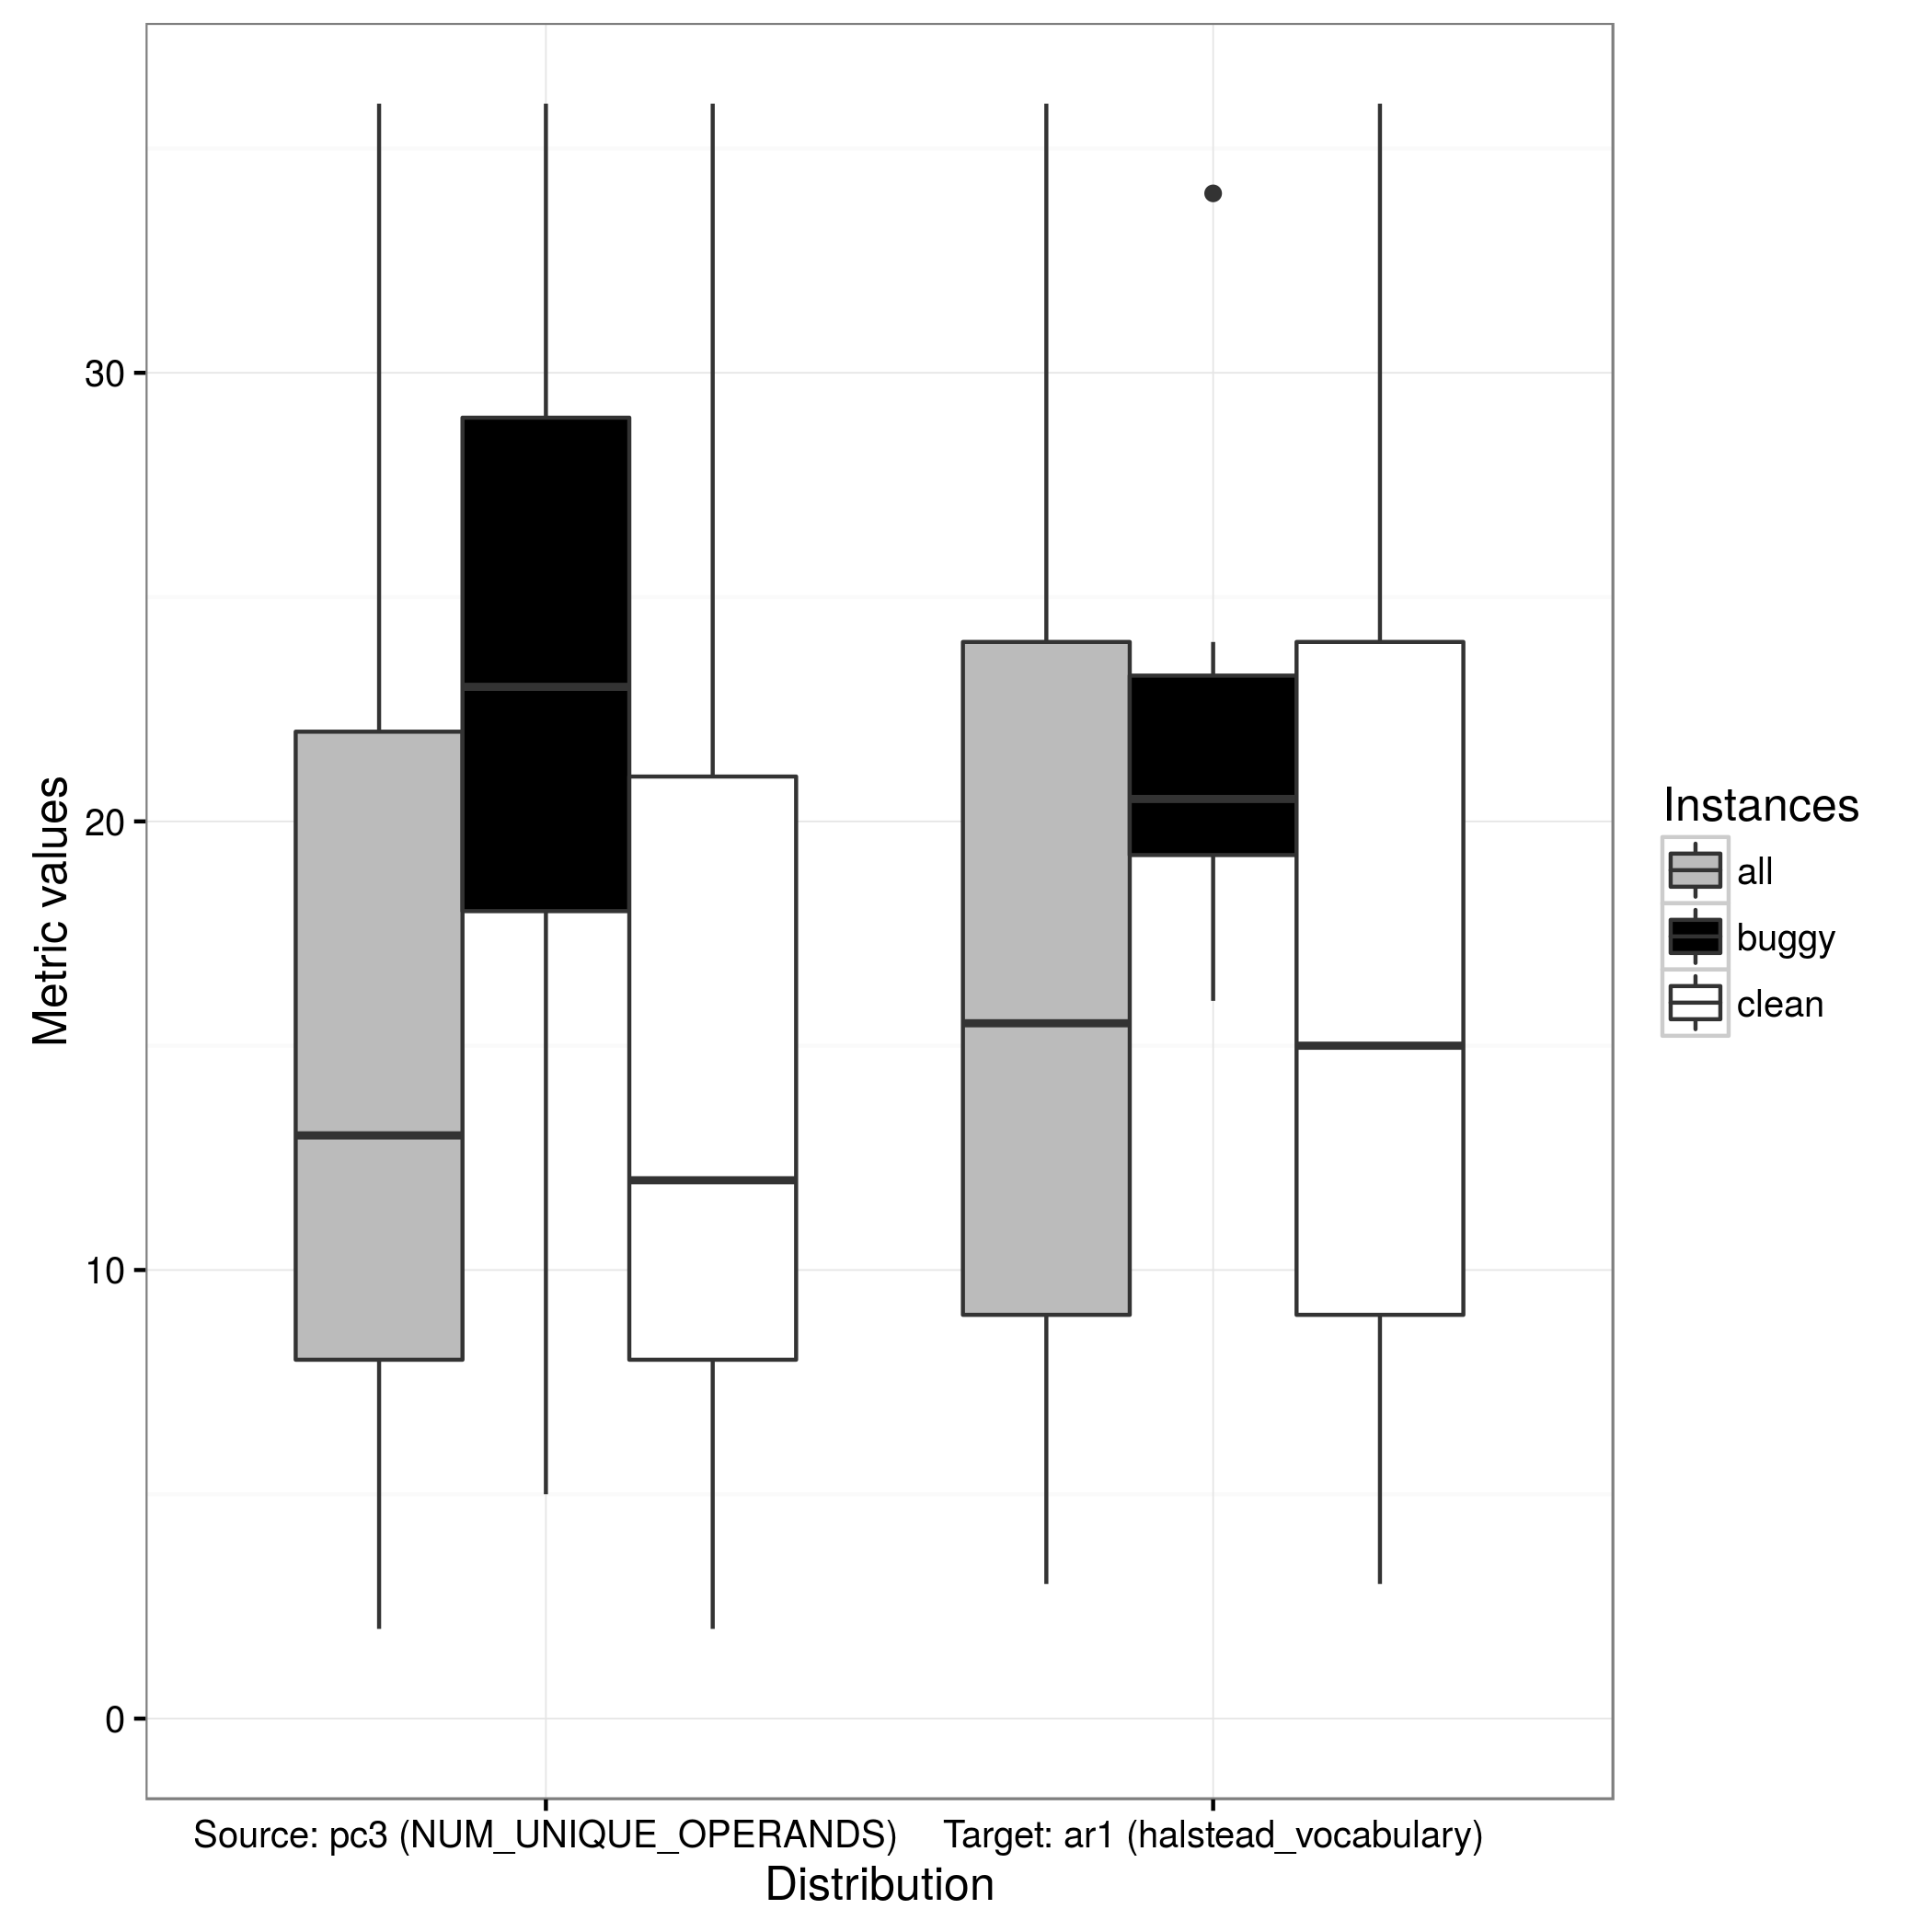 30
20
10
0
Metric values
Source: pc3 (NUM_UNIQUE_OPERANDS)
Target: ar1 (halstead_vocabulary)
Distribution
Instances
all
buggy
clean